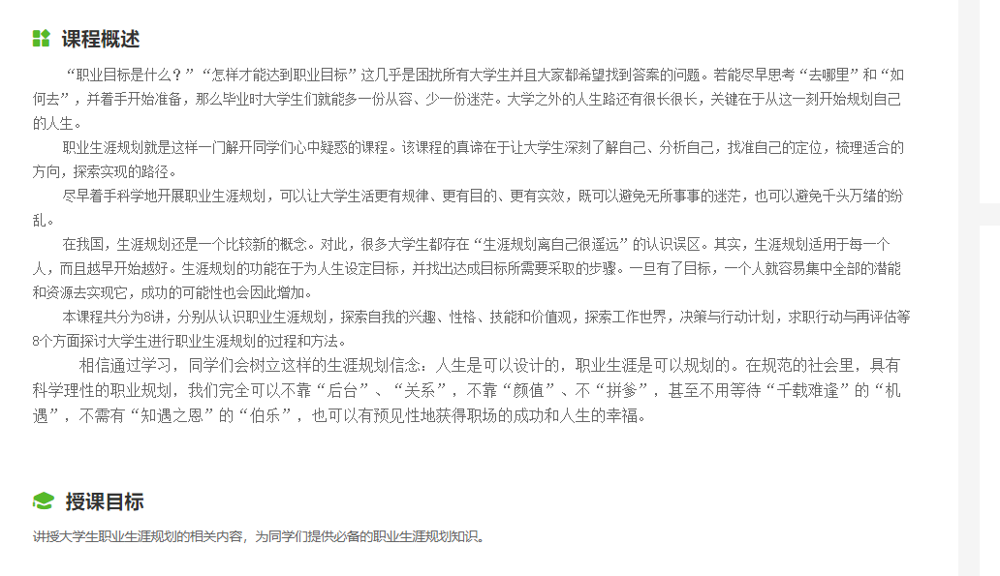 课程概述
“职业目标是什么？”“怎样才能达到职业目标”这几乎是困扰所有大学生并且大家都希望找到答案的问题。若能尽早思考“去哪里”和“如
何去”，并着手开始准备，那么毕业时大学生们就能多一份从容、少一份迷茫。大学之外的人生路还有很长很长，关键在于从这一刻开始规划自己
的人生。
职业生涯规划就是这样一门解开同学们心中疑惑的课程。该课程的真谛在于让大学生深刻了解自己、分析自己，找准自己的定位，梳理适合的
方向，探索实现的路径。
尽早着手科学地开展职业生涯规划，可以让大学生活更有规律、更有目的、更有实效，既可以避免无所事事的迷茫，也可以避免千头万绪的纷
乱。
在我国，生涯规划还是一个比较新的概念。对此，很多大学生都存在“生涯规划离自己很遥远”的认识误区。其实，生涯规划适用于每一个
人，而且越早开始越好。生涯规划的功能在于为人生设定目标，并找出达成目标所需要采取的步骤。一旦有了目标，一个人就容易集中全部的潜能
和资源去实现它，成功的可能性也会因此增加。
本课程共分为8讲，分别从认识职业生涯规划，探索自我的兴趣、性格、技能和价值观，探索工作世界，决策与行动计划，求职行动与再评估等
8个方面探讨大学生进行职业生涯规划的过程和方法。
相信通过学习，同学们会树立这样的生涯规划信念：人生是可以设计的，职业生涯是可以规划的。在规范的社会里，具有
科学理性的职业规划，我们完全可以不靠“后台”、“关系”，不靠“颜值”、不“拼爹”，甚至不用等待“千载难逢”的“机
遇”，不需有“知遇之恩”的“伯乐”，也可以有预见性地获得职场的成功和人生的幸福。
授课目标
讲授大学生职业生涯规划的相关内容，为同学们提供必备的职业生涯规划知识。